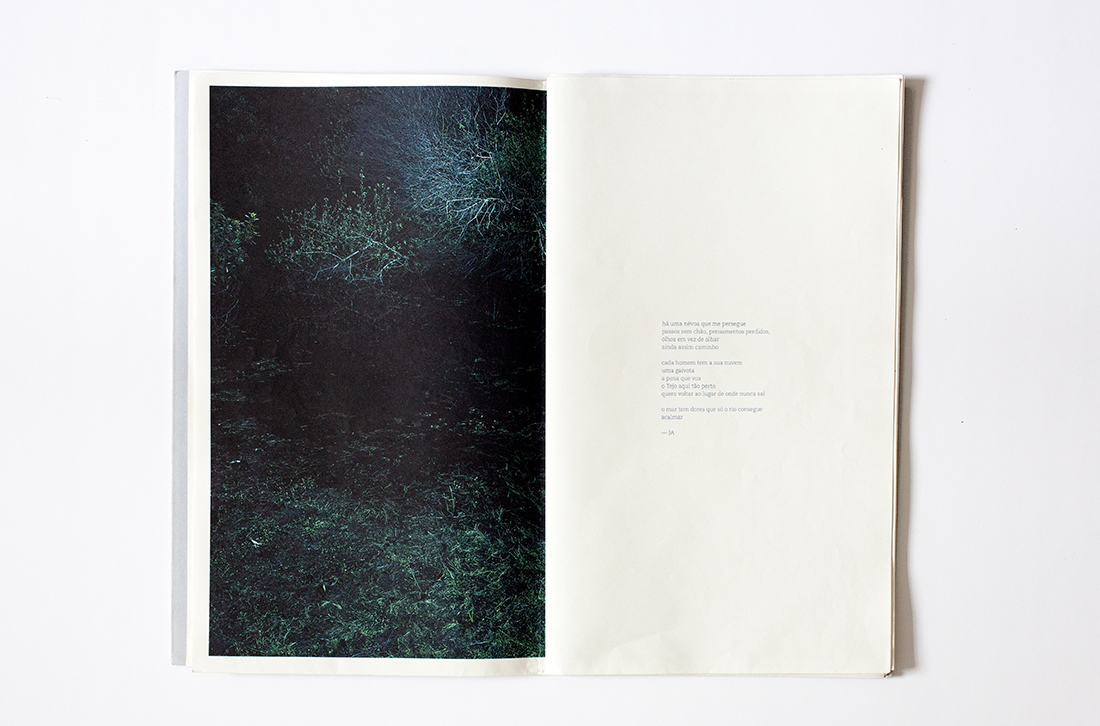 há uma névoa que me persegue
passos sem chão, pensamentos perdidos,
olhos em vez de olhar
ainda assim caminho
cada homem tem a sua nuvem
uma gaivota
a pena que voa
o Tejo aqui tão perto
quero voltar ao lugar de onde nunca saí
o mar tem dores que só o rio consegue
acalmar
— JA